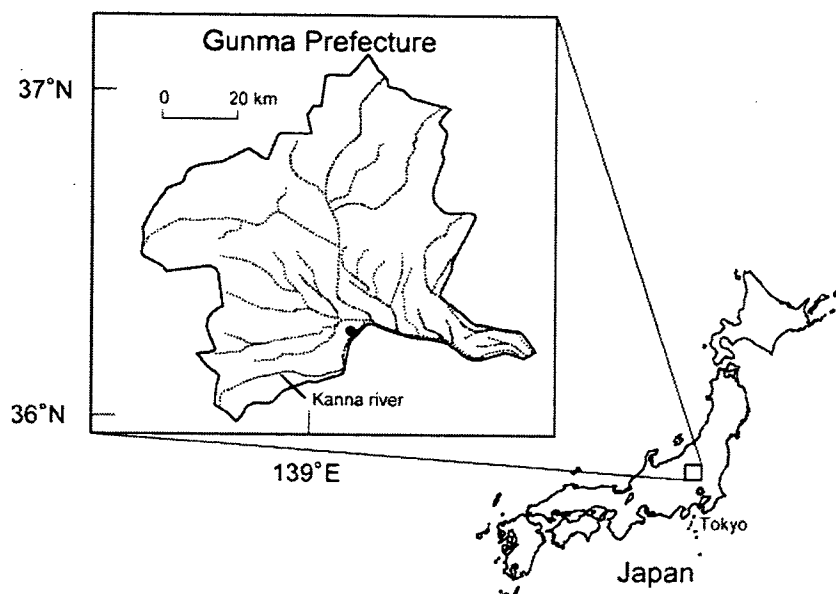 Gunma Prefecture
37°N
0 20 km
Kanna river
36°N
139°E
Tokyo
Japan